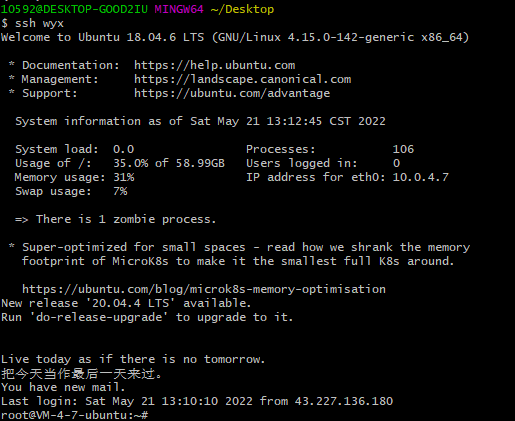 10592@DESKTOP-GOOD2IU MINGW64 ~/Desktop
$ ssh wyx
Welcome to Ubuntu 18.04.6 LTS (GNU/Linux 4.15.0-142-generic x86_64)
* Documentation: https://help.ubuntu.com
* Management: https://landscape.canonical.com
* Support: https://ubuntu.com/advantage
System information as of Sat May 21 13:12:45 CST 2022
System load: 0.0 Processes: 106
Usage of /: 35.0% of 58.99GB Users logged in: 0
Memory usage: 31% IP address for eth0: 10.0.4.7
Swap usage: 7%
=> There is 1 zombie process.
* Super-optimized for small spaces - read how we shrank the memory
footprint of MicroK8s to make it the smallest full K8s around.
https://ubuntu.com/blog/microk8s-memory-optimisation
New release '20.04.4 LTS' available.
Run 'do-release-upgrade' to upgrade to it.
Live today as if there is no tomorrow.
把今天当作最后一天来过。
You have new mail.
Last login: Sat May 21 13:10:10 2022 from 43.227.136.180
root@VM-4-7-ubuntu:~#